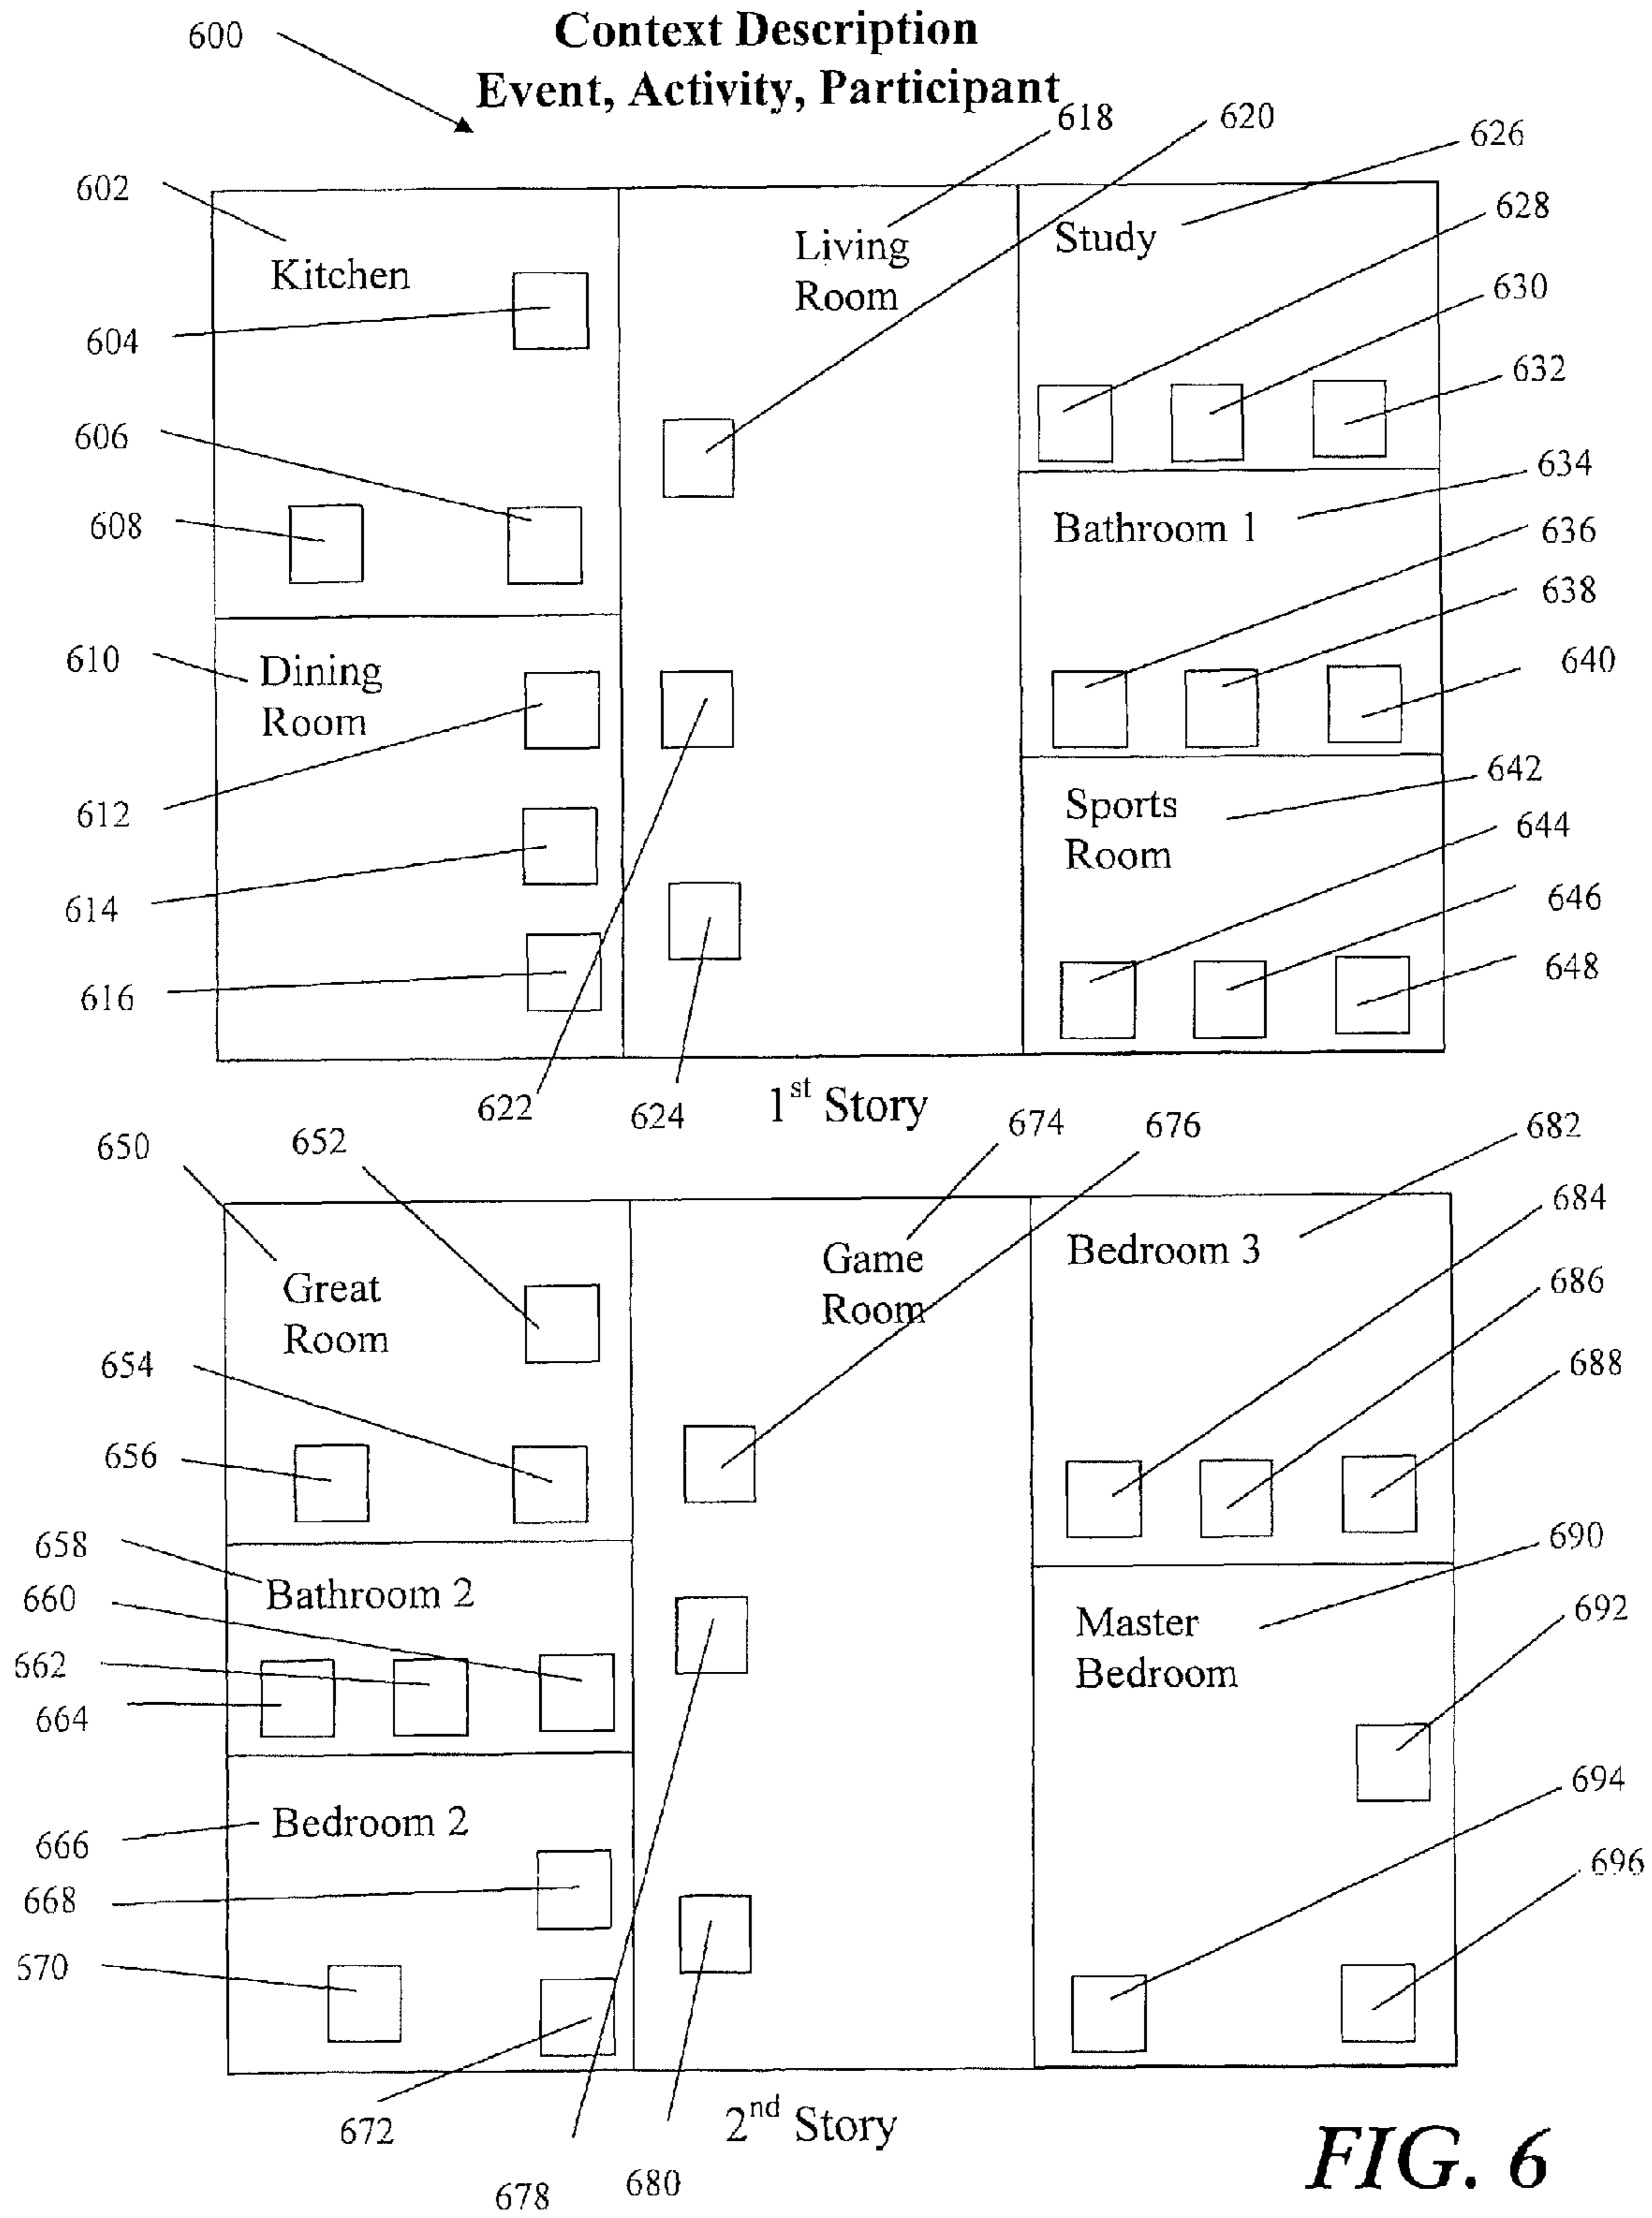 600
Context Description
Event, Activity, Participant
618
620
626
602
628
Kitchen
Living
Room
Study
604
630
632
606
608
634
Bathroom 1
636
638
610
Dining
Room
640
612
642
Sports
Room
644
614
646
616
648
622
624
1st Story
650
652
674
676
682
684
Great
Room
Game
Room
Bedroom 3
686
654
688
656
658
Bathroom 2
690
660
Master
Bedroom
692
662
664
666
Bedroom 2
694
668
696
670
672
2nd Story
678
680
FIG. 6